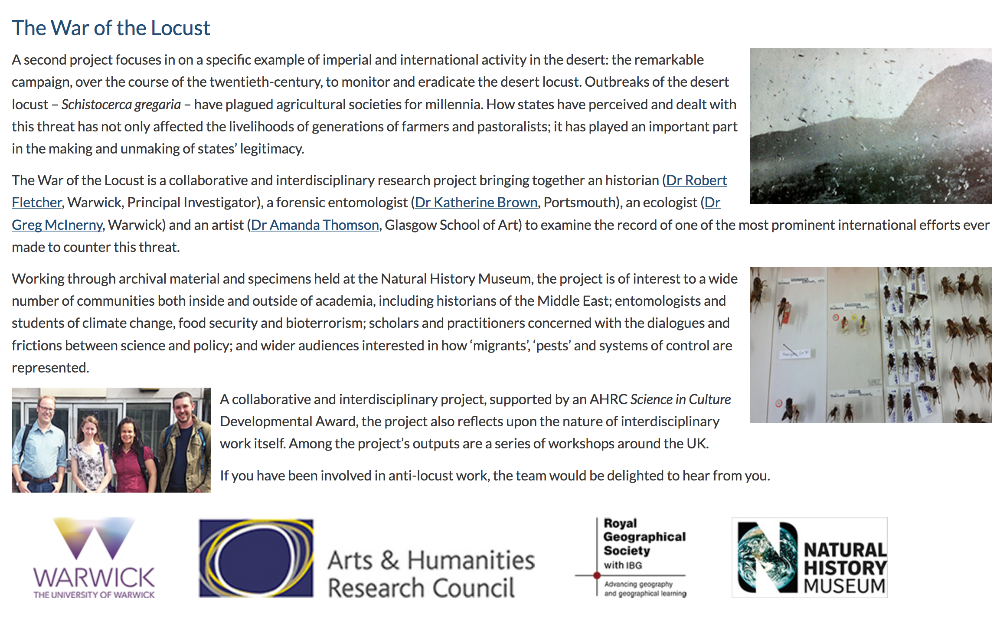 The War of the Locust
A second project focuses in on a specific example of imperial and international activity in the desert: the remarkable
campaign, over the course of the twentieth-century, to monitor and eradicate the desert locust. Outbreaks of the desert
locust – Schistocerca gregaria – have plagued agricultural societies for millennia. How states have perceived and dealt with
this threat has not only affected the livelihoods of generations of farmers and pastoralists; it has played an important part
in the making and unmaking of states’ legitimacy.
The War of the Locust is a collaborative and interdisciplinary research project bringing together an historian (Dr Robert
Fletcher, Warwick, Principal Investigator), a forensic entomologist (Dr Katherine Brown, Portsmouth), an ecologist (Dr
Greg McInerny, Warwick) and an artist (Dr Amanda Thomson, Glasgow School of Art) to examine the record of one of the most prominent international efforts ever
made to counter this threat.
Working through archival material and specimens held at the Natural History Museum, the project is of interest to a wide
number of communities both inside and outside of academia, including historians of the Middle East; entomologists and
students of climate change, food security and bioterrorism; scholars and practitioners concerned with the dialogues and
frictions between science and policy; and wider audiences interested in how ‘migrants’, ‘pests’ and systems of control are
represented.
A collaborative and interdisciplinary project, supported by an AHRC Science in Culture
Developmental Award, the project also reflects upon the nature of interdisciplinary
work itself. Among the project’s outputs are a series of workshops around the UK.
If you have been involved in anti-locust work, the team would be delighted to hear from you.
WARWICK
THE UNIVERSITY OF WARWICK
Arts & Humanities
Research Council
Royal
Geographical
Society
with IBG
Advancing geography
and geographical learning
NATURAL
HISTORY
MUSEUM